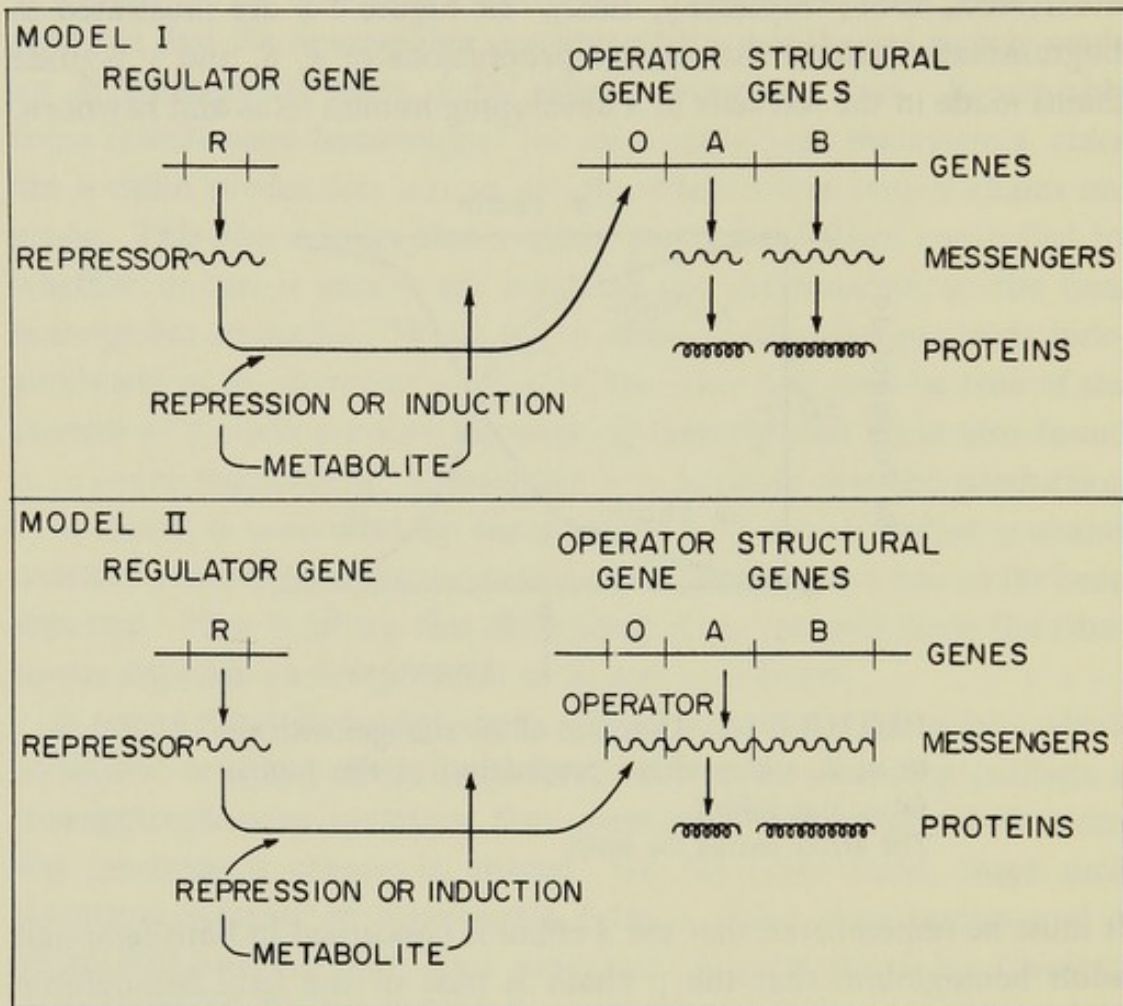 MODEL I
REGULATOR GENE
OPERATOR STRUCTURAL
GENE GENES
R
O A B
GENES
REPRESSOR
MESSENGERS
PROTEINS
REPRESSION OR INDUCTION
METABOLITE
MODEL II
REGULATOR GENE
OPERATOR STRUCTURAL
GENE GENES
R
O A B
GENES
OPERATOR
REPRESSOR
MESSENGERS
PROTEINS
REPRESSION OR INDUCTION
METABOLITE